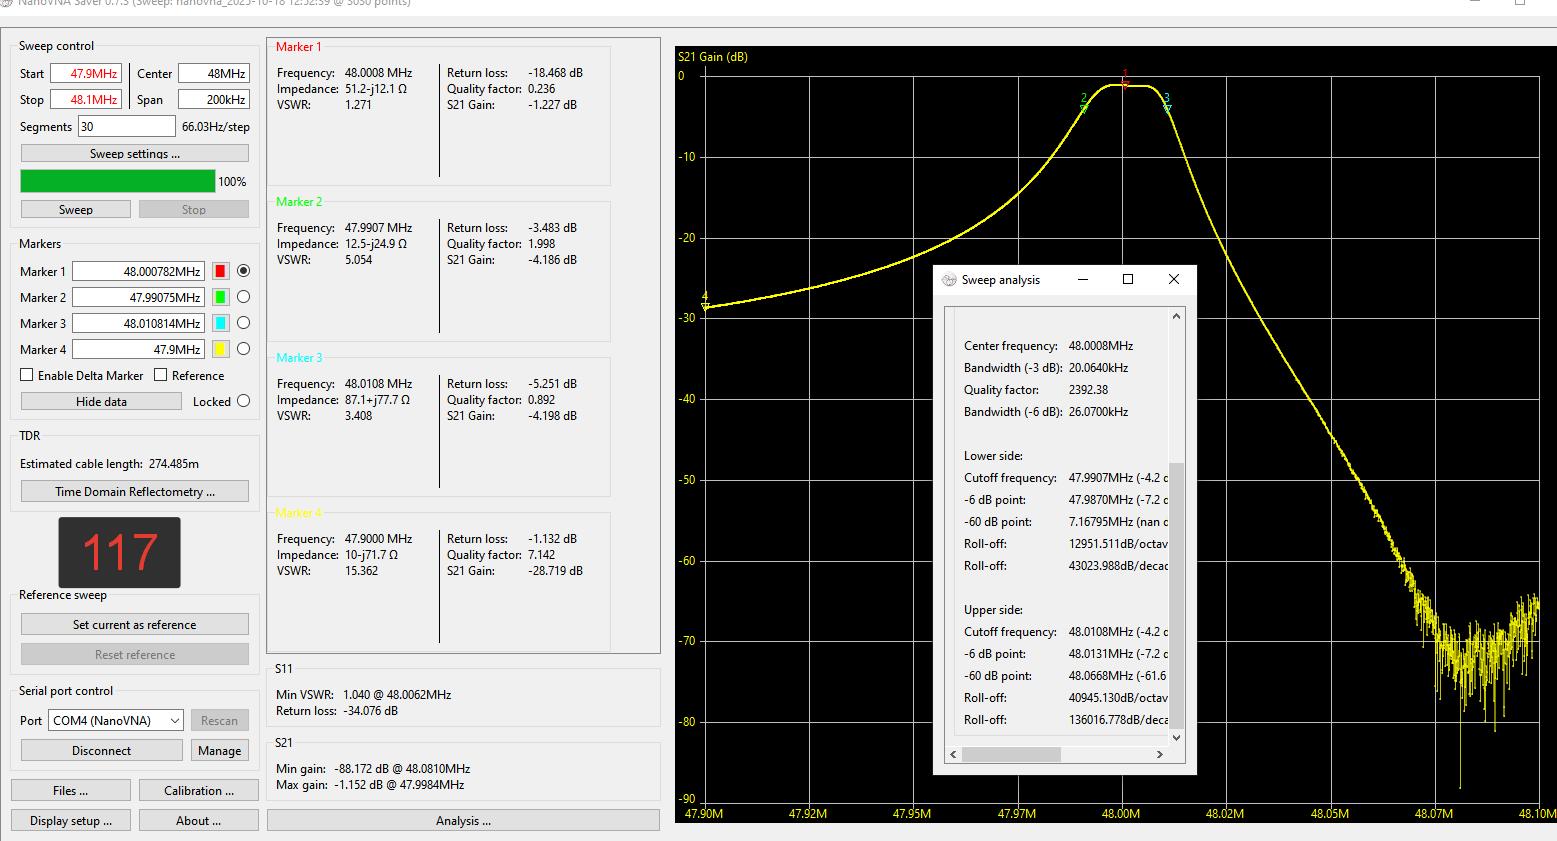 NanoVNA Saver 0.7.3 (Sweep: nanovna_2025-10-18 12:52:59 @ 3030 points)
Sweep control
Start 47.9MHz Center 48MHz
Stop 48.1MHz Span 200kHz
Segments 30 66.03Hz/step
Sweep settings ...
100%
Sweep Stop
Markers
Marker 1 48.000782MHz
Marker 2 47.99075MHz
Marker 3 48.010814MHz
Marker 4 47.9MHz
Enable Delta Marker Reference
Hide data Locked
TDR
Estimated cable length: 274.485m
Time Domain Reflectometry ...
117
Reference sweep
Set current as reference
Reset reference
Serial port control
Port COM4 (NanoVNA) Rescan
Disconnect Manage
Files ... Calibration ...
Display setup ... About ...
Marker 1
Frequency: 48.0008 MHz Return loss: -18.468 dB
Impedance: 51.2-j12.1 Ω Quality factor: 0.236
VSWR: 1.271 S21 Gain: -1.227 dB
Marker 2
Frequency: 47.9907 MHz Return loss: -3.483 dB
Impedance: 12.5-j24.9 Ω Quality factor: 1.998
VSWR: 5.054 S21 Gain: -4.186 dB
Marker 3
Frequency: 48.0108 MHz Return loss: -5.251 dB
Impedance: 87.1+j77.7 Ω Quality factor: 0.892
VSWR: 3.408 S21 Gain: -4.198 dB
Marker 4
Frequency: 47.9000 MHz Return loss: -1.132 dB
Impedance: 10-j71.7 Ω Quality factor: 7.142
VSWR: 15.362 S21 Gain: -28.719 dB
S11
Min VSWR: 1.040 @ 48.0062MHz
Return loss: -34.076 dB
S21
Min gain: -88.172 dB @ 48.0810MHz
Max gain: -1.152 dB @ 47.9984MHz
Analysis ...
S21 Gain (dB)
0
-10
-20
-30
-40
-50
-60
-70
-80
-90
1
2
3
4
47.90M 47.92M 47.95M 47.97M 48.00M 48.02M 48.05M 48.07M 48.10M
Sweep analysis
Center frequency: 48.0008MHz
Bandwidth (-3 dB): 20.0640kHz
Quality factor: 2392.38
Bandwidth (-6 dB): 26.0700kHz
Lower side:
Cutoff frequency: 47.9907MHz (-4.2 d
-6 dB point: 47.9870MHz (-7.2 d
-60 dB point: 7.16795MHz (nan d
Roll-off: 12951.511dB/octav
Roll-off: 43023.988dB/decad
Upper side:
Cutoff frequency: 48.0108MHz (-4.2 d
-6 dB point: 48.0131MHz (-7.2 d
-60 dB point: 48.0668MHz (-61.6
Roll-off: 40945.130dB/octav
Roll-off: 136016.778dB/deca